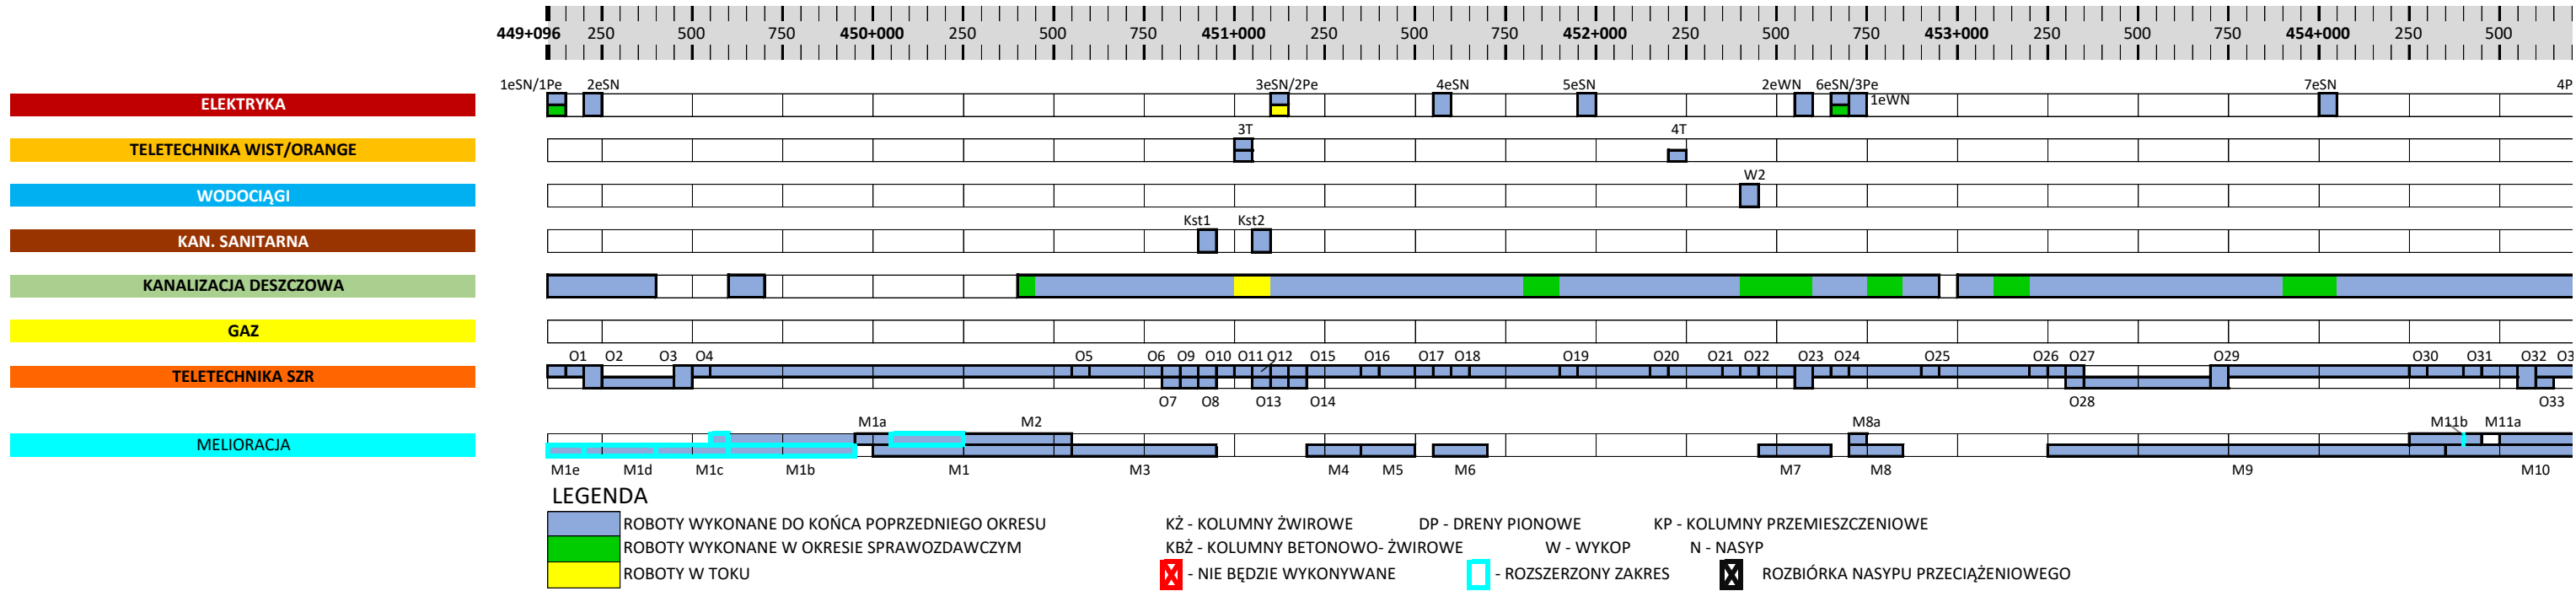 449+096 250 500 750 450+000 250 500 750 451+000 250 500 750 452+000 250 500 750 453+000 250 500 750 454+000 250 500
1eSN/1Pe 2eSN 3eSN/2Pe 4eSN 5eSN 2eWN 6eSN/3Pe 7eSN 4P
ELEKTRYKA 1eWN
3T 4T
TELETECHNIKA WIST/ORANGE
W2
WODOCIĄGI
Kst1 Kst2
KAN. SANITARNA
KANALIZACJA DESZCZOWA
GAZ
O1 O2 O3 O4 O5 O6 O9 O10 O11 O12 O15 O16 O17 O18 O19 O20 O21 O22 O23 O24 O25 O26 O27 O29 O30 O31 O32 O3
TELETECHNIKA SZR
O7 O8 O13 O14 O28 O33
M1a M2 M8a M11b M11a
MELIORACJA
M1e M1d M1c M1b M1 M3 M4 M5 M6 M7 M8 M9 M10
LEGENDA
ROBOTY WYKONANE DO KOŃCA POPRZEDNIEGO OKRESU KŻ - KOLUMNY ŻWIROWE DP - DRENY PIONOWE KP - KOLUMNY PRZEMIESZCZENIOWE
ROBOTY WYKONANE W OKRESIE SPRAWOZDAWCZYM KBŻ - KOLUMNY BETONOWO- ŻWIROWE W - WYKOP N - NASYP
ROBOTY W TOKU - NIE BĘDZIE WYKONYWANE - ROZSZERZONY ZAKRES ROZBIÓRKA NASYPU PRZECIĄŻENIOWEGO